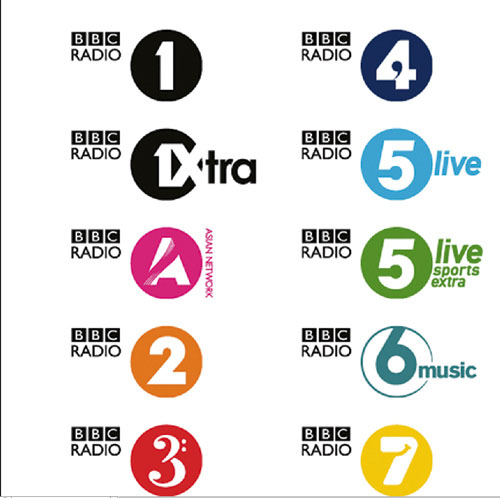 BBC
RADIO
1
BBC
RADIO
1Xtra
BBC
RADIO
A
ASIAN NETWORK
BBC
RADIO
2
BBC
RADIO
3:
BBC
RADIO
4
BBC
RADIO
5 live
BBC
RADIO
5 live
sports
extra
BBC
RADIO
6 music
BBC
RADIO
7